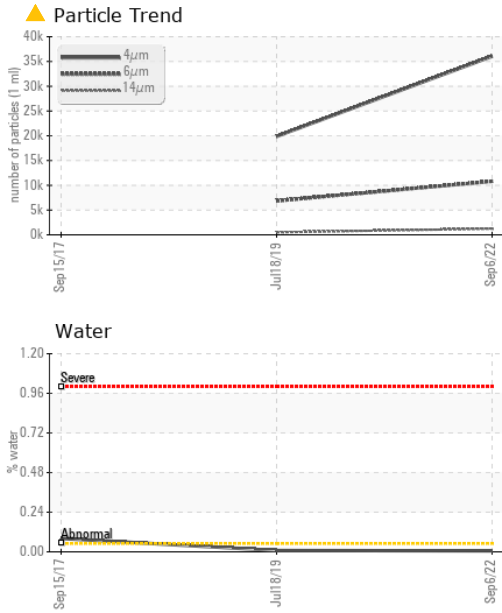 Particle Trend
number of particles (1 ml)
40k
35k
30k
25k
20k
15k
10k
5k
0k
4μm
6μm
14μm
Sep15/17
Jul18/19
Sep6/22
Water
% water
1.20
0.96
0.72
0.48
0.24
0.00
Severe
Abnormal
Sep15/17
Jul18/19
Sep6/22